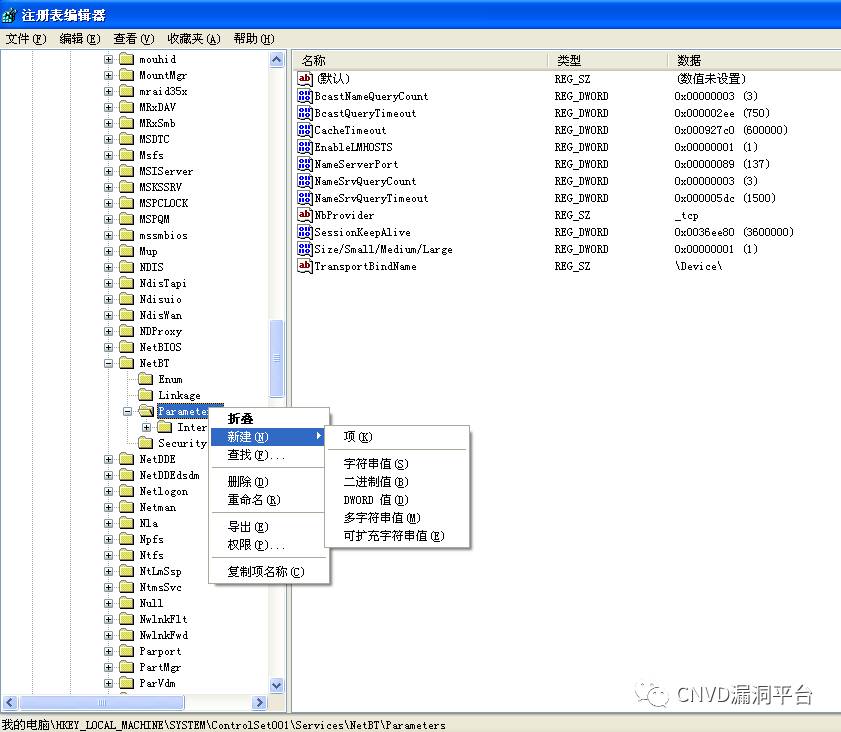 注册表编辑器
文件(F) 编辑(E) 查看(V) 收藏夹(A) 帮助(H)
mouhid
MountMgr
mraid35x
MRxDAV
MRxSmb
MSDTC
Msfs
MSIServer
MSKSSRV
MSPCLOCK
MSPQM
mssmbios
Mup
NDIS
NdisTapi
Ndisuio
NdisWan
NDProxy
NetBIOS
NetBT
Enum
Linkage
Paramete
Inter
Security
NetDDE
NetDDEdsdm
Netlogon
Netman
Nla
Npfs
Ntfs
NtLmSsp
NtmsSvc
Null
NwlnkFlt
NwlnkFwd
Parport
PartMgr
ParVdm
名称 类型 数据
(默认) REG_SZ (数值未设置)
BcastNameQueryCount REG_DWORD 0x00000003 (3)
BcastQueryTimeout REG_DWORD 0x000002ee (750)
CacheTimeout REG_DWORD 0x000927c0 (600000)
EnableLMHOSTS REG_DWORD 0x00000001 (1)
NameServerPort REG_DWORD 0x00000089 (137)
NameSrvQueryCount REG_DWORD 0x00000003 (3)
NameSrvQueryTimeout REG_DWORD 0x000005dc (1500)
NbProvider REG_SZ _tcp
SessionKeepAlive REG_DWORD 0x0036ee80 (3600000)
Size/Small/Medium/Large REG_DWORD 0x00000001 (1)
TransportBindName REG_SZ \Device\
折叠
新建(N)
查找(F)...
删除(D)
重命名(R)
导出(E)
权限(P)...
复制项名称(C)
项(K)
字符串值(S)
二进制值(B)
DWORD 值(D)
多字符串值(M)
可扩充字符串值(E)
CNVD漏洞平台
我的电脑\HKEY_LOCAL_MACHINE\SYSTEM\ControlSet001\Services\NetBT\Parameters